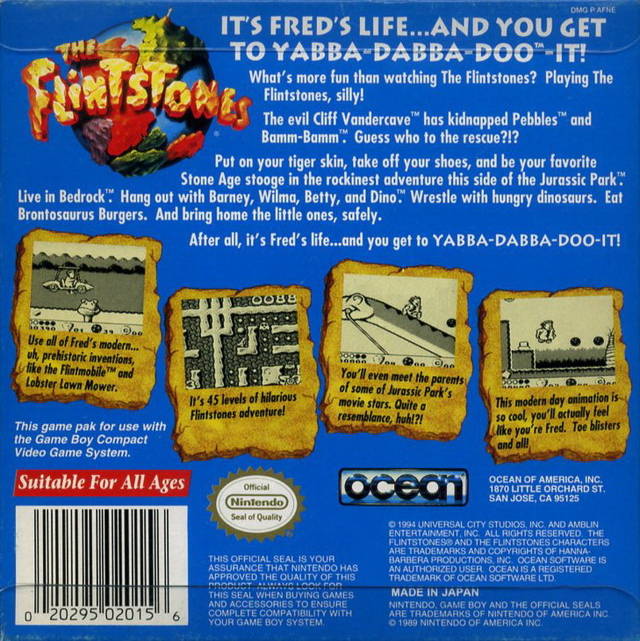 DMG P AFNE
THE
FLINTSTONES
IT'S FRED'S LIFE...AND YOU GET
TO YABBA-DABBA-DOO™-IT!
What's more fun than watching The Flintstones? Playing The
Flintstones, silly!
The evil Cliff Vandercave™ has kidnapped Pebbles™ and
Bamm-Bamm™. Guess who to the rescue?!?
Put on your tiger skin, take off your shoes, and be your favorite
Stone Age stooge in the rockinest adventure this side of the Jurassic Park.™
Live in Bedrock™. Hang out with Barney, Wilma, Betty, and Dino™. Wrestle with hungry dinosaurs. Eat
Brontosaurus Burgers. And bring home the little ones, safely.
After all, it's Fred's life...and you get to YABBA-DABBA-DOO-IT!
Use all of Fred's modern...
uh, prehistoric inventions,
like the Flintmobile™ and
Lobster Lawn Mower.
0088
It's 45 levels of hilarious
Flintstones adventure!
You'll even meet the parents
of some of Jurassic Park's
movie stars. Quite a
resemblance, huh!?!
This modern day animation is
so cool, you'll actually feel
like you're Fred. Toe blisters
and all!
This game pak for use with
the Game Boy Compact
Video Game System.
Suitable For All Ages
0 20295 02015 6
Official
Nintendo
Seal of Quality
THIS OFFICIAL SEAL IS YOUR
ASSURANCE THAT NINTENDO HAS
APPROVED THE QUALITY OF THIS
PRODUCT. ALWAYS LOOK FOR
THIS SEAL WHEN BUYING GAMES
AND ACCESSORIES TO ENSURE
COMPLETE COMPATIBILITY WITH
YOUR GAME BOY SYSTEM.
ocean
OCEAN OF AMERICA, INC.
1870 LITTLE ORCHARD ST.
SAN JOSE, CA 95125
© 1994 UNIVERSAL CITY STUDIOS, INC. AND AMBLIN
ENTERTAINMENT, INC. ALL RIGHTS RESERVED. THE
FLINTSTONES® AND THE FLINTSTONES CHARACTERS
ARE TRADEMARKS AND COPYRIGHTS OF HANNA-
BARBERA PRODUCTIONS, INC. OCEAN SOFTWARE IS
AN AUTHORIZED USER. OCEAN IS A REGISTERED
TRADEMARK OF OCEAN SOFTWARE LTD.
MADE IN JAPAN
NINTENDO, GAME BOY AND THE OFFICIAL SEALS
ARE TRADEMARKS OF NINTENDO OF AMERICA INC.
© 1989 NINTENDO OF AMERICA INC.